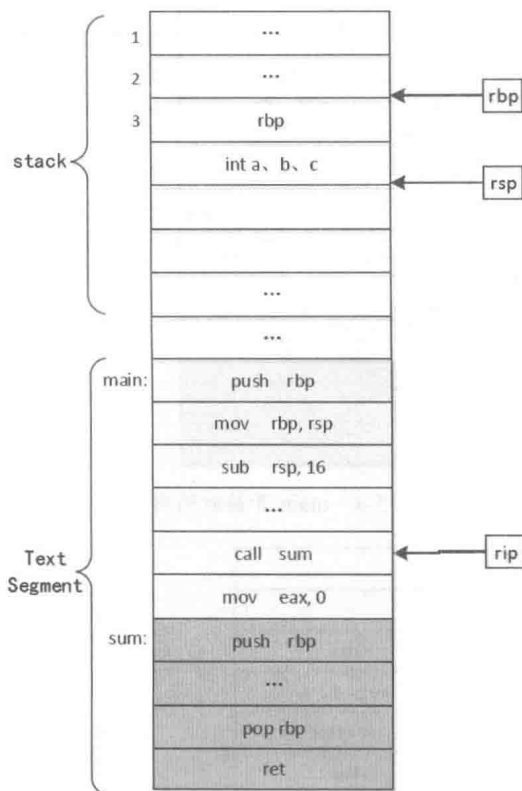 1 ...
2 ...
rbp
3 rbp
stack
int a、b、c
rsp
...
...
main: push rbp
mov rbp, rsp
sub rsp, 16
...
Text
Segment
call sum
rip
mov eax, 0
sum: push rbp
...
pop rbp
ret